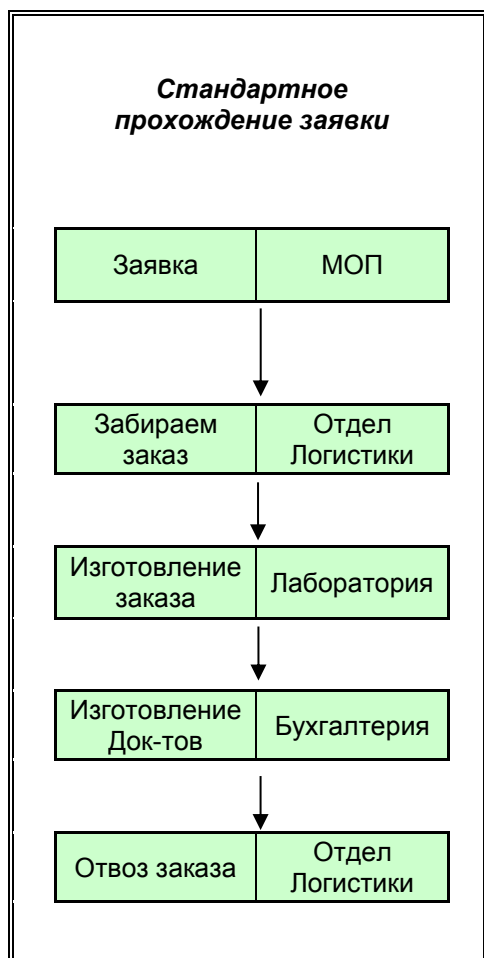 Стандартное
прохождение заявки
Заявка МОП
Забираем Отдел
заказ Логистики
Изготовление
заказа Лаборатория
Изготовление
Док-тов Бухгалтерия
Отвоз заказа Отдел
Логистики